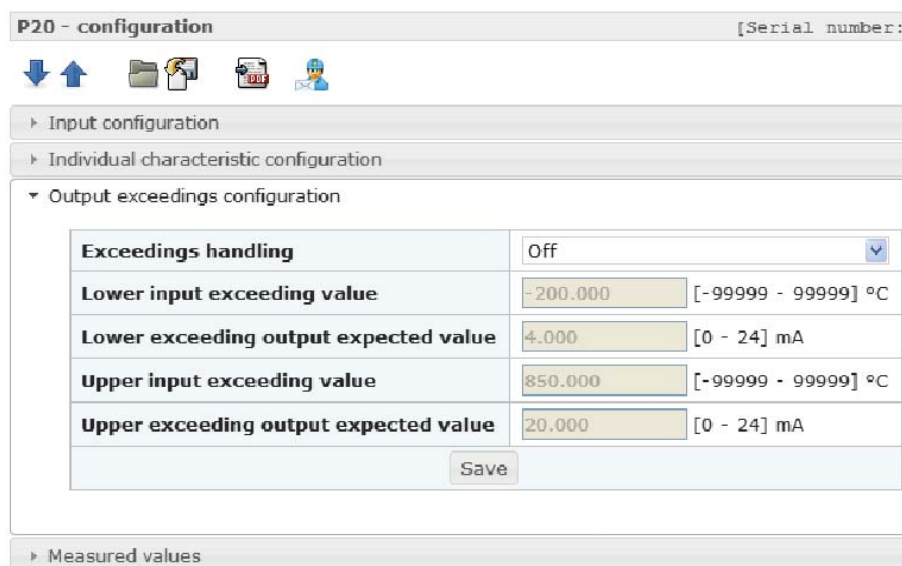 P20 - configuration [Serial number:
PDF
Input configuration
Individual characteristic configuration
Output exceedings configuration
Exceedings handling Off
Lower input exceeding value -200.000 [-99999 - 99999] °C
Lower exceeding output expected value 4.000 [0 - 24] mA
Upper input exceeding value 850.000 [-99999 - 99999] °C
Upper exceeding output expected value 20.000 [0 - 24] mA
Save
Measured values